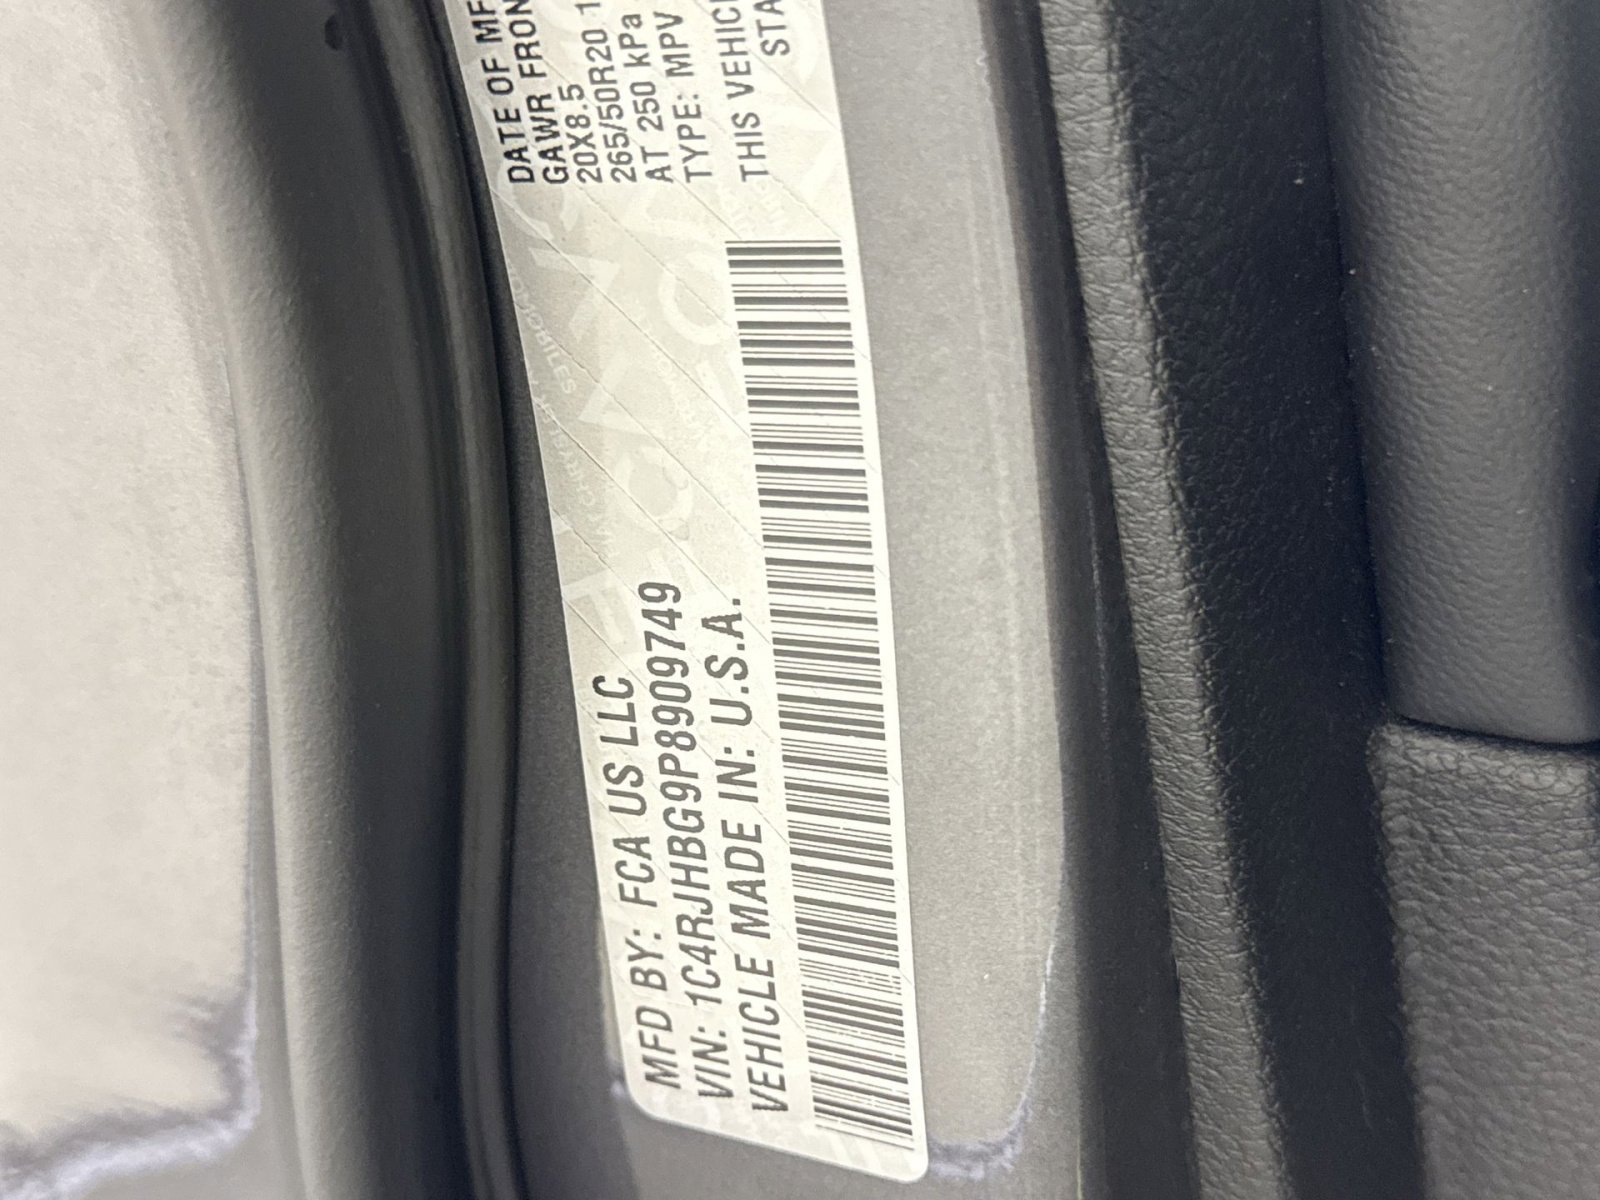 MFD BY: FCA US LLC
VIN: 1C4RJHBG9P8909749
VEHICLE MADE IN: U.S.A.
DATE OF MF
GAWR FRON
20X8.5
265/50R20 1
AT 250 kPa
TYPE: MPV
THIS VEHIC
STA